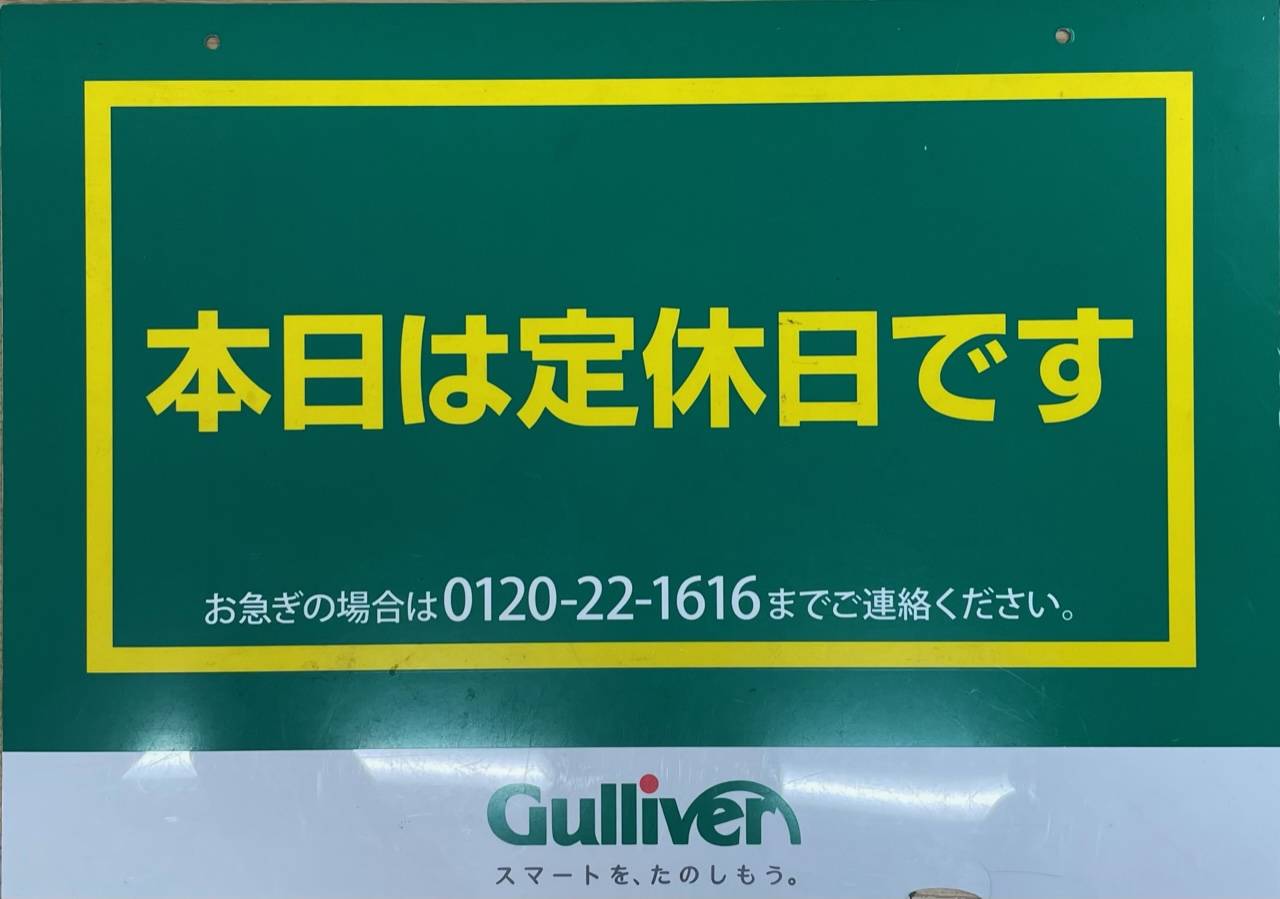 本日は定休日です
お急ぎの場合は0120-22-1616までご連絡ください。
Gulliver
スマートを、たのしもう。